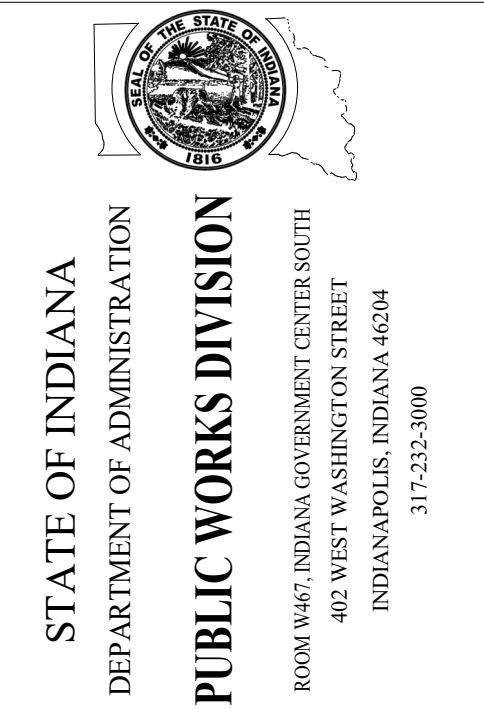 SEAL OF THE STATE OF INDIANA
1816
STATE OF INDIANA
DEPARTMENT OF ADMINISTRATION
PUBLIC WORKS DIVISION
ROOM W467, INDIANA GOVERNMENT CENTER SOUTH
402 WEST WASHINGTON STREET
INDIANAPOLIS, INDIANA 46204
317-232-3000